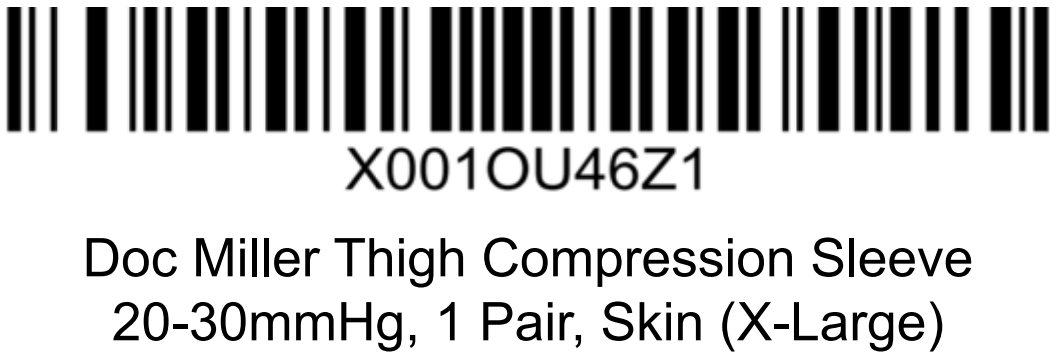 X001OU46Z1
Doc Miller Thigh Compression Sleeve
20-30mmHg, 1 Pair, Skin (X-Large)